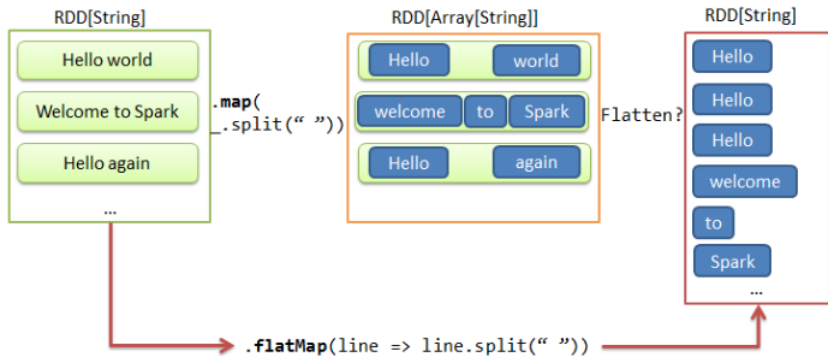 RDD[String]
Hello world
Welcome to Spark
Hello again
...
.map(
_.split(“ ”))
RDD[Array[String]]
Hello world
welcome to Spark
Hello again
Flatten?
RDD[String]
Hello
Hello
Hello
welcome
to
Spark
...
.flatMap(line => line.split(“ ”))